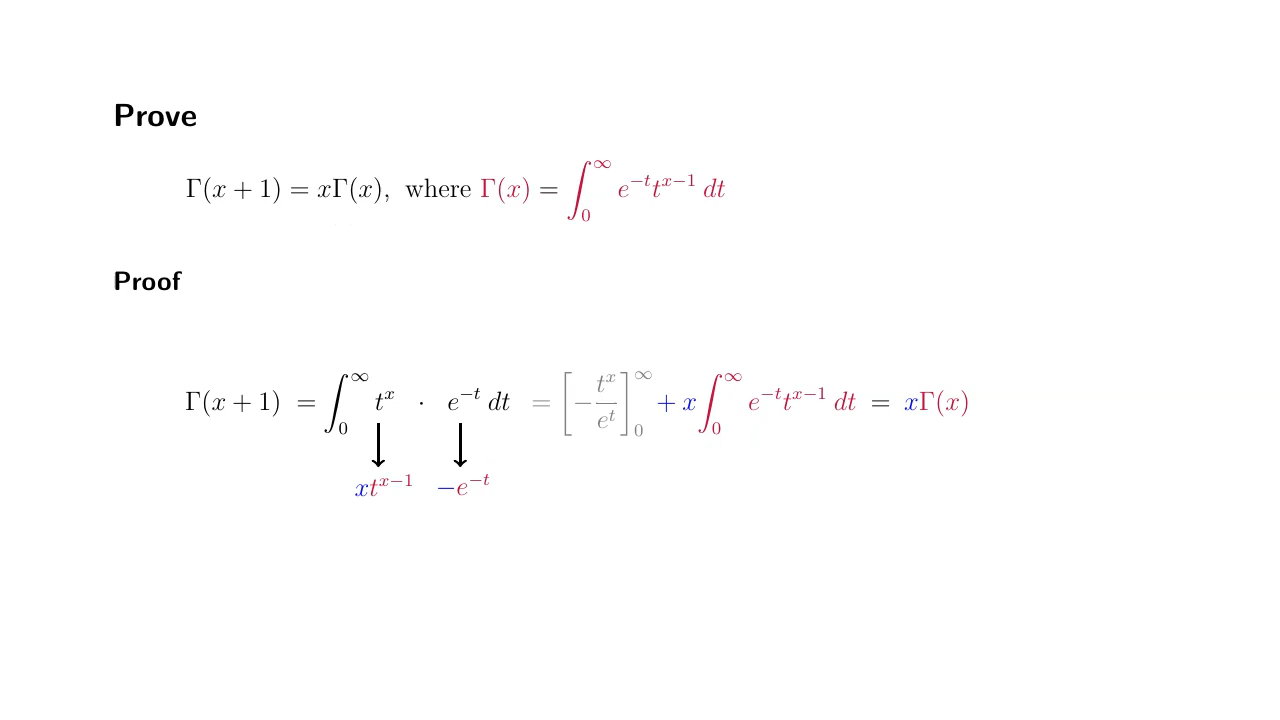 Prove
Γ(x + 1) = xΓ(x), where Γ(x) = ∫₀^∞ e^{−t}t^{x−1} dt
Proof
Γ(x + 1) = ∫₀^∞ t^x · e^{−t} dt = [−t^x/e^t]₀^∞ + x∫₀^∞ e^{−t}t^{x−1} dt = xΓ(x)
xt^{x−1} −e^{−t}